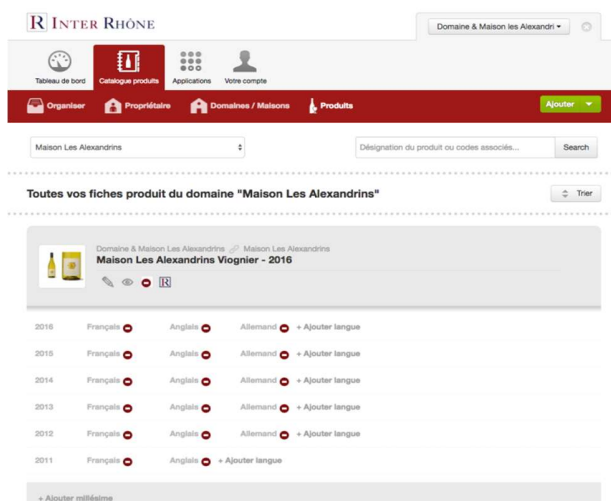 R INTER RHÔNE
Domaine & Maison les Alexandri
Tableau de bord Catalogue produits Applications Votre compte
Organiser Propriétaire Domaines / Maisons Produits Ajouter
Maison Les Alexandrins Désignation du produit ou codes associés... Search
Toutes vos fiches produit du domaine "Maison Les Alexandrins" Trier
Domaine & Maison Les Alexandrins Maison Les Alexandrins
Maison Les Alexandrins Viognier - 2016
R
2016 Français Anglais Allemand + Ajouter langue
2015 Français Anglais Allemand + Ajouter langue
2014 Français Anglais Allemand + Ajouter langue
2013 Français Anglais Allemand + Ajouter langue
2012 Français Anglais Allemand + Ajouter langue
2011 Français Anglais + Ajouter langue
+ Ajouter millésime